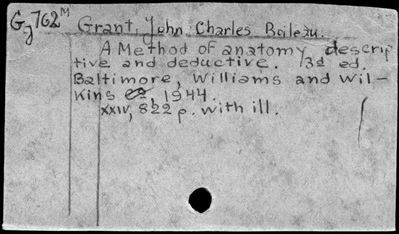 Gj762M Grant, John Charles Boileau.
A Method of anatomy descrip
tive and deductive. 3d ed.
Baltimore, Williams and Wil-
kins 1944.
xxiv, 822 p. with ill.